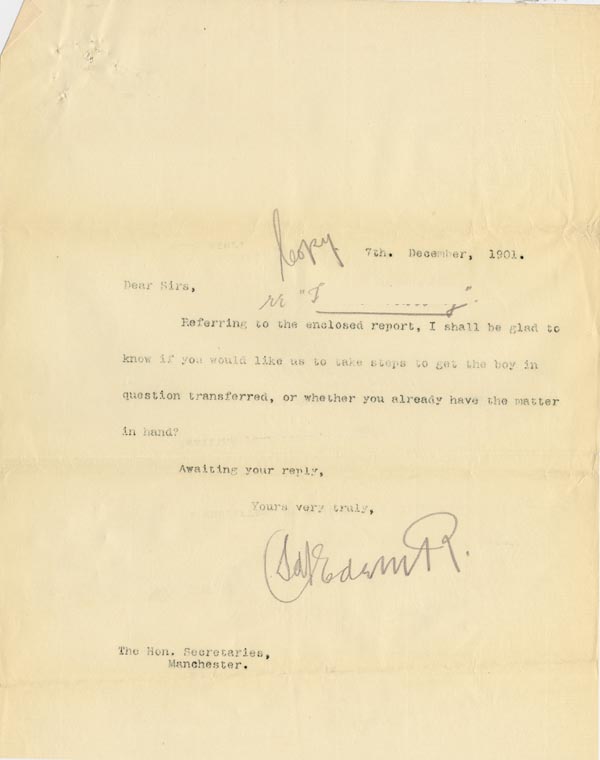 Copy.
7th. December, 1901.
Dear Sirs,
re "F
Referring to the enclosed report, I shall be glad to
know if you would like us to take steps to get the boy in
question transferred, or whether you already have the matter
in hand?
Awaiting your reply,
Yours very truly,
(Sd) R.
The Hon. Secretaries,
Manchester.